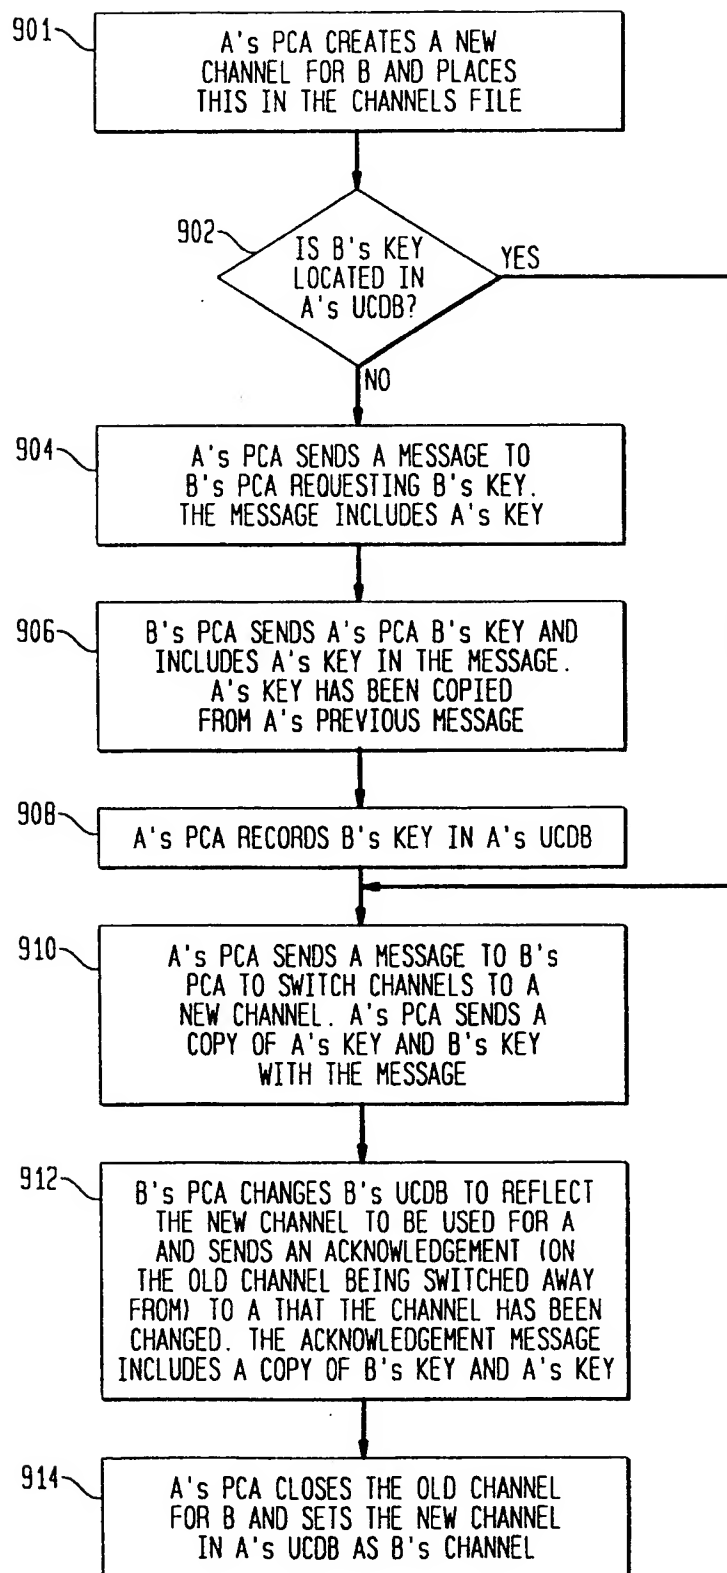 901
A's PCA CREATES A NEW
CHANNEL FOR B AND PLACES
THIS IN THE CHANNELS FILE
902
IS B's KEY
LOCATED IN
A's UCDB?
YES
NO
904
A's PCA SENDS A MESSAGE TO
B's PCA REQUESTING B's KEY.
THE MESSAGE INCLUDES A's KEY
906
B's PCA SENDS A's PCA B's KEY AND
INCLUDES A's KEY IN THE MESSAGE.
A's KEY HAS BEEN COPIED
FROM A's PREVIOUS MESSAGE
908
A's PCA RECORDS B's KEY IN A's UCDB
910
A's PCA SENDS A MESSAGE TO B's
PCA TO SWITCH CHANNELS TO A
NEW CHANNEL. A's PCA SENDS A
COPY OF A's KEY AND B's KEY
WITH THE MESSAGE
912
B's PCA CHANGES B's UCDB TO REFLECT
THE NEW CHANNEL TO BE USED FOR A
AND SENDS AN ACKNOWLEDGEMENT (ON
THE OLD CHANNEL BEING SWITCHED AWAY
FROM) TO A THAT THE CHANNEL HAS BEEN
CHANGED. THE ACKNOWLEDGEMENT MESSAGE
INCLUDES A COPY OF B's KEY AND A's KEY
914
A's PCA CLOSES THE OLD CHANNEL
FOR B AND SETS THE NEW CHANNEL
IN A's UCDB AS B's CHANNEL